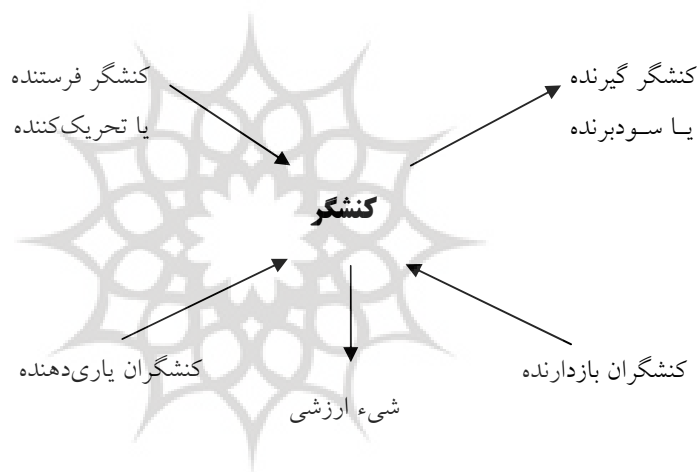 کنشگر گیرنده
یا سودبرنده
کنشگر فرستنده
یا تحریک‌کننده
کنشگر
کنشگران بازدارنده
کنشگران یاری‌دهنده
شیء ارزشی